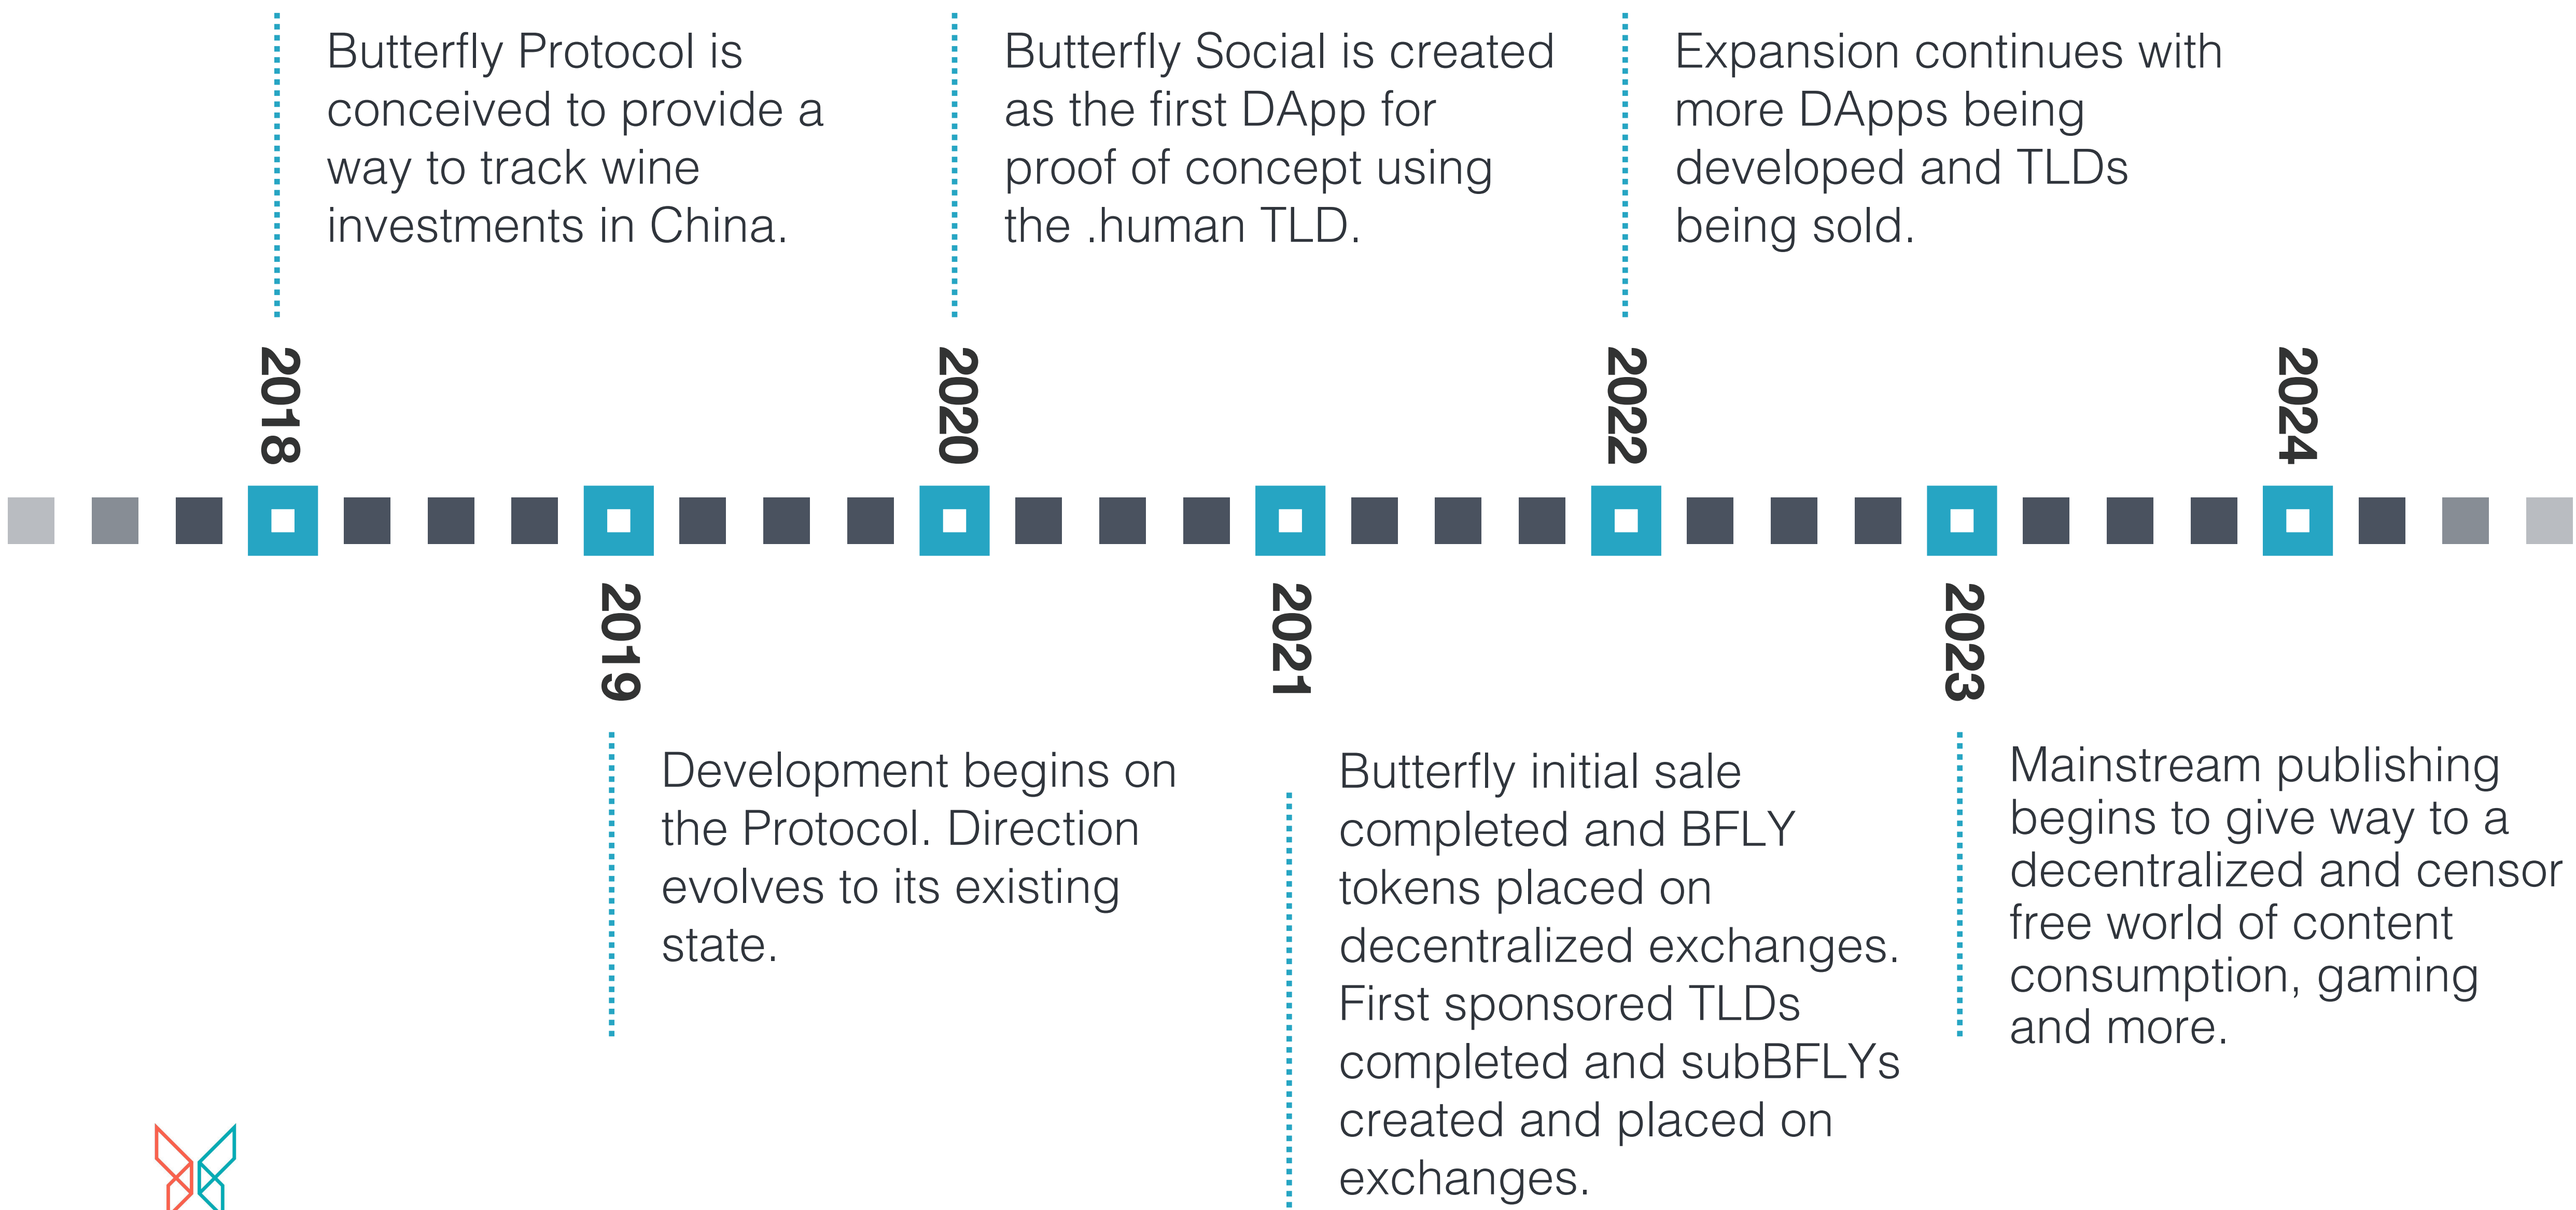 Butterfly Protocol is
conceived to provide a
way to track wine
investments in China.
Butterfly Social is created
as the first DApp for
proof of concept using
the .human TLD.
Expansion continues with
more DApps being
developed and TLDs
being sold.
2018
2020
2022
2024
2019
2021
2023
Development begins on
the Protocol. Direction
evolves to its existing
state.
Butterfly initial sale
completed and BFLY
tokens placed on
decentralized exchanges.
First sponsored TLDs
completed and subBFLYs
created and placed on
exchanges.
Mainstream publishing
begins to give way to a
decentralized and censor
free world of content
consumption, gaming
and more.